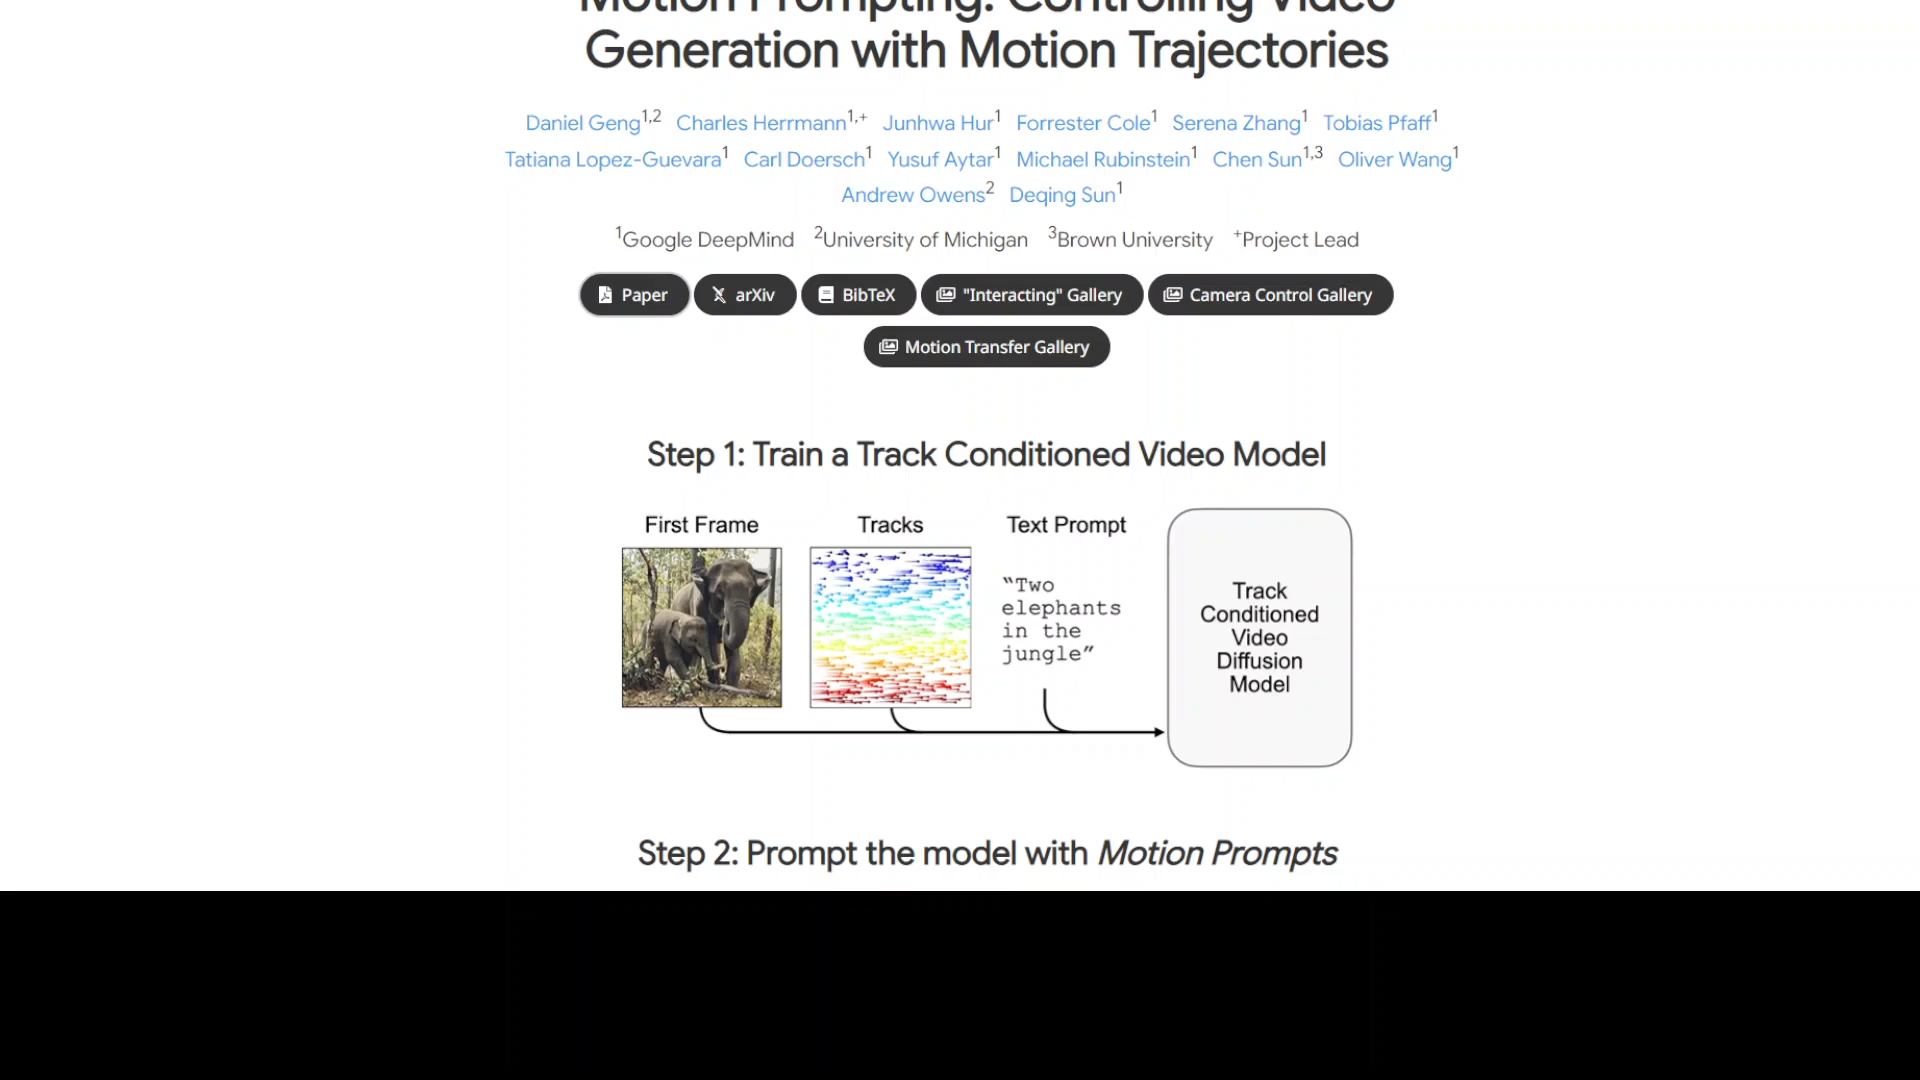 Motion Prompting: Controlling Video
Generation with Motion Trajectories
Daniel Geng1,2 Charles Herrmann1,+ Junhwa Hur1 Forrester Cole1 Serena Zhang1 Tobias Pfaff1
Tatiana Lopez-Guevara1 Carl Doersch1 Yusuf Aytar1 Michael Rubinstein1 Chen Sun1,3 Oliver Wang1
Andrew Owens2 Deqing Sun1
1Google DeepMind 2University of Michigan 3Brown University +Project Lead
Paper arXiv BibTeX "Interacting" Gallery Camera Control Gallery
Motion Transfer Gallery
Step 1: Train a Track Conditioned Video Model
First Frame Tracks Text Prompt
“Two
elephants
in the
jungle”
Track
Conditioned
Video
Diffusion
Model
Step 2: Prompt the model with Motion Prompts